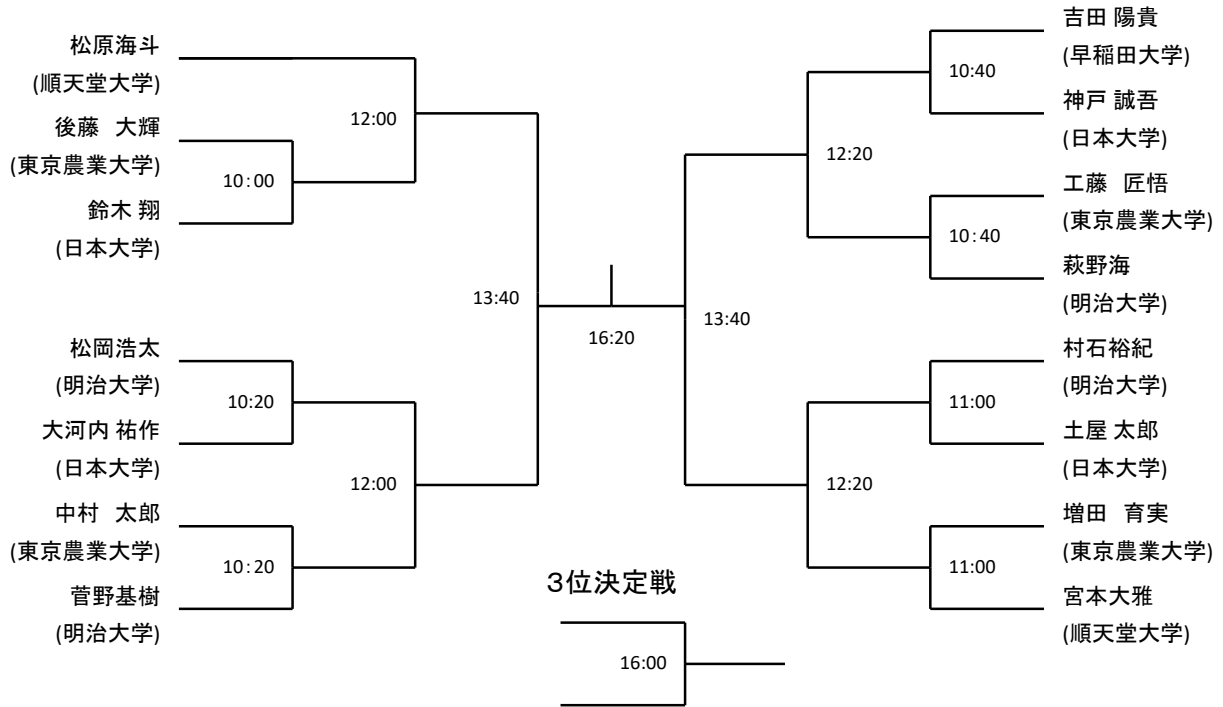 松原海斗
(順天堂大学)
12:00
後藤　大輝
(東京農業大学)
10:00
鈴木 翔
(日本大学)
13:40
松岡浩太
(明治大学)
10:20
大河内 祐作
(日本大学)
12:00
中村　太郎
(東京農業大学)
10:20
菅野基樹
(明治大学)
16:20
吉田 陽貴
(早稲田大学)
10:40
神戸 誠吾
(日本大学)
12:20
工藤　匠悟
(東京農業大学)
10:40
萩野海
(明治大学)
13:40
村石裕紀
(明治大学)
11:00
土屋 太郎
(日本大学)
12:20
増田　育実
(東京農業大学)
11:00
宮本大雅
(順天堂大学)
3位決定戦
16:00